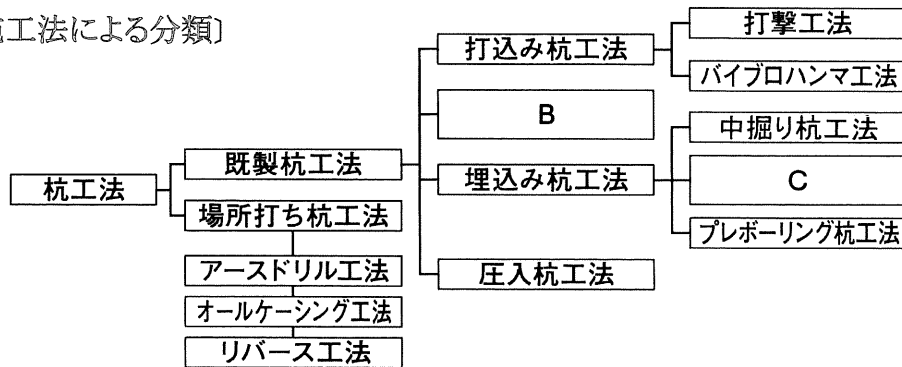 工法による分類〕
杭工法
既製杭工法
場所打ち杭工法
アースドリル工法
オールケーシング工法
リバース工法
打込み杭工法
B
埋込み杭工法
圧入杭工法
打撃工法
バイブロハンマ工法
中掘り杭工法
C
プレボーリング杭工法